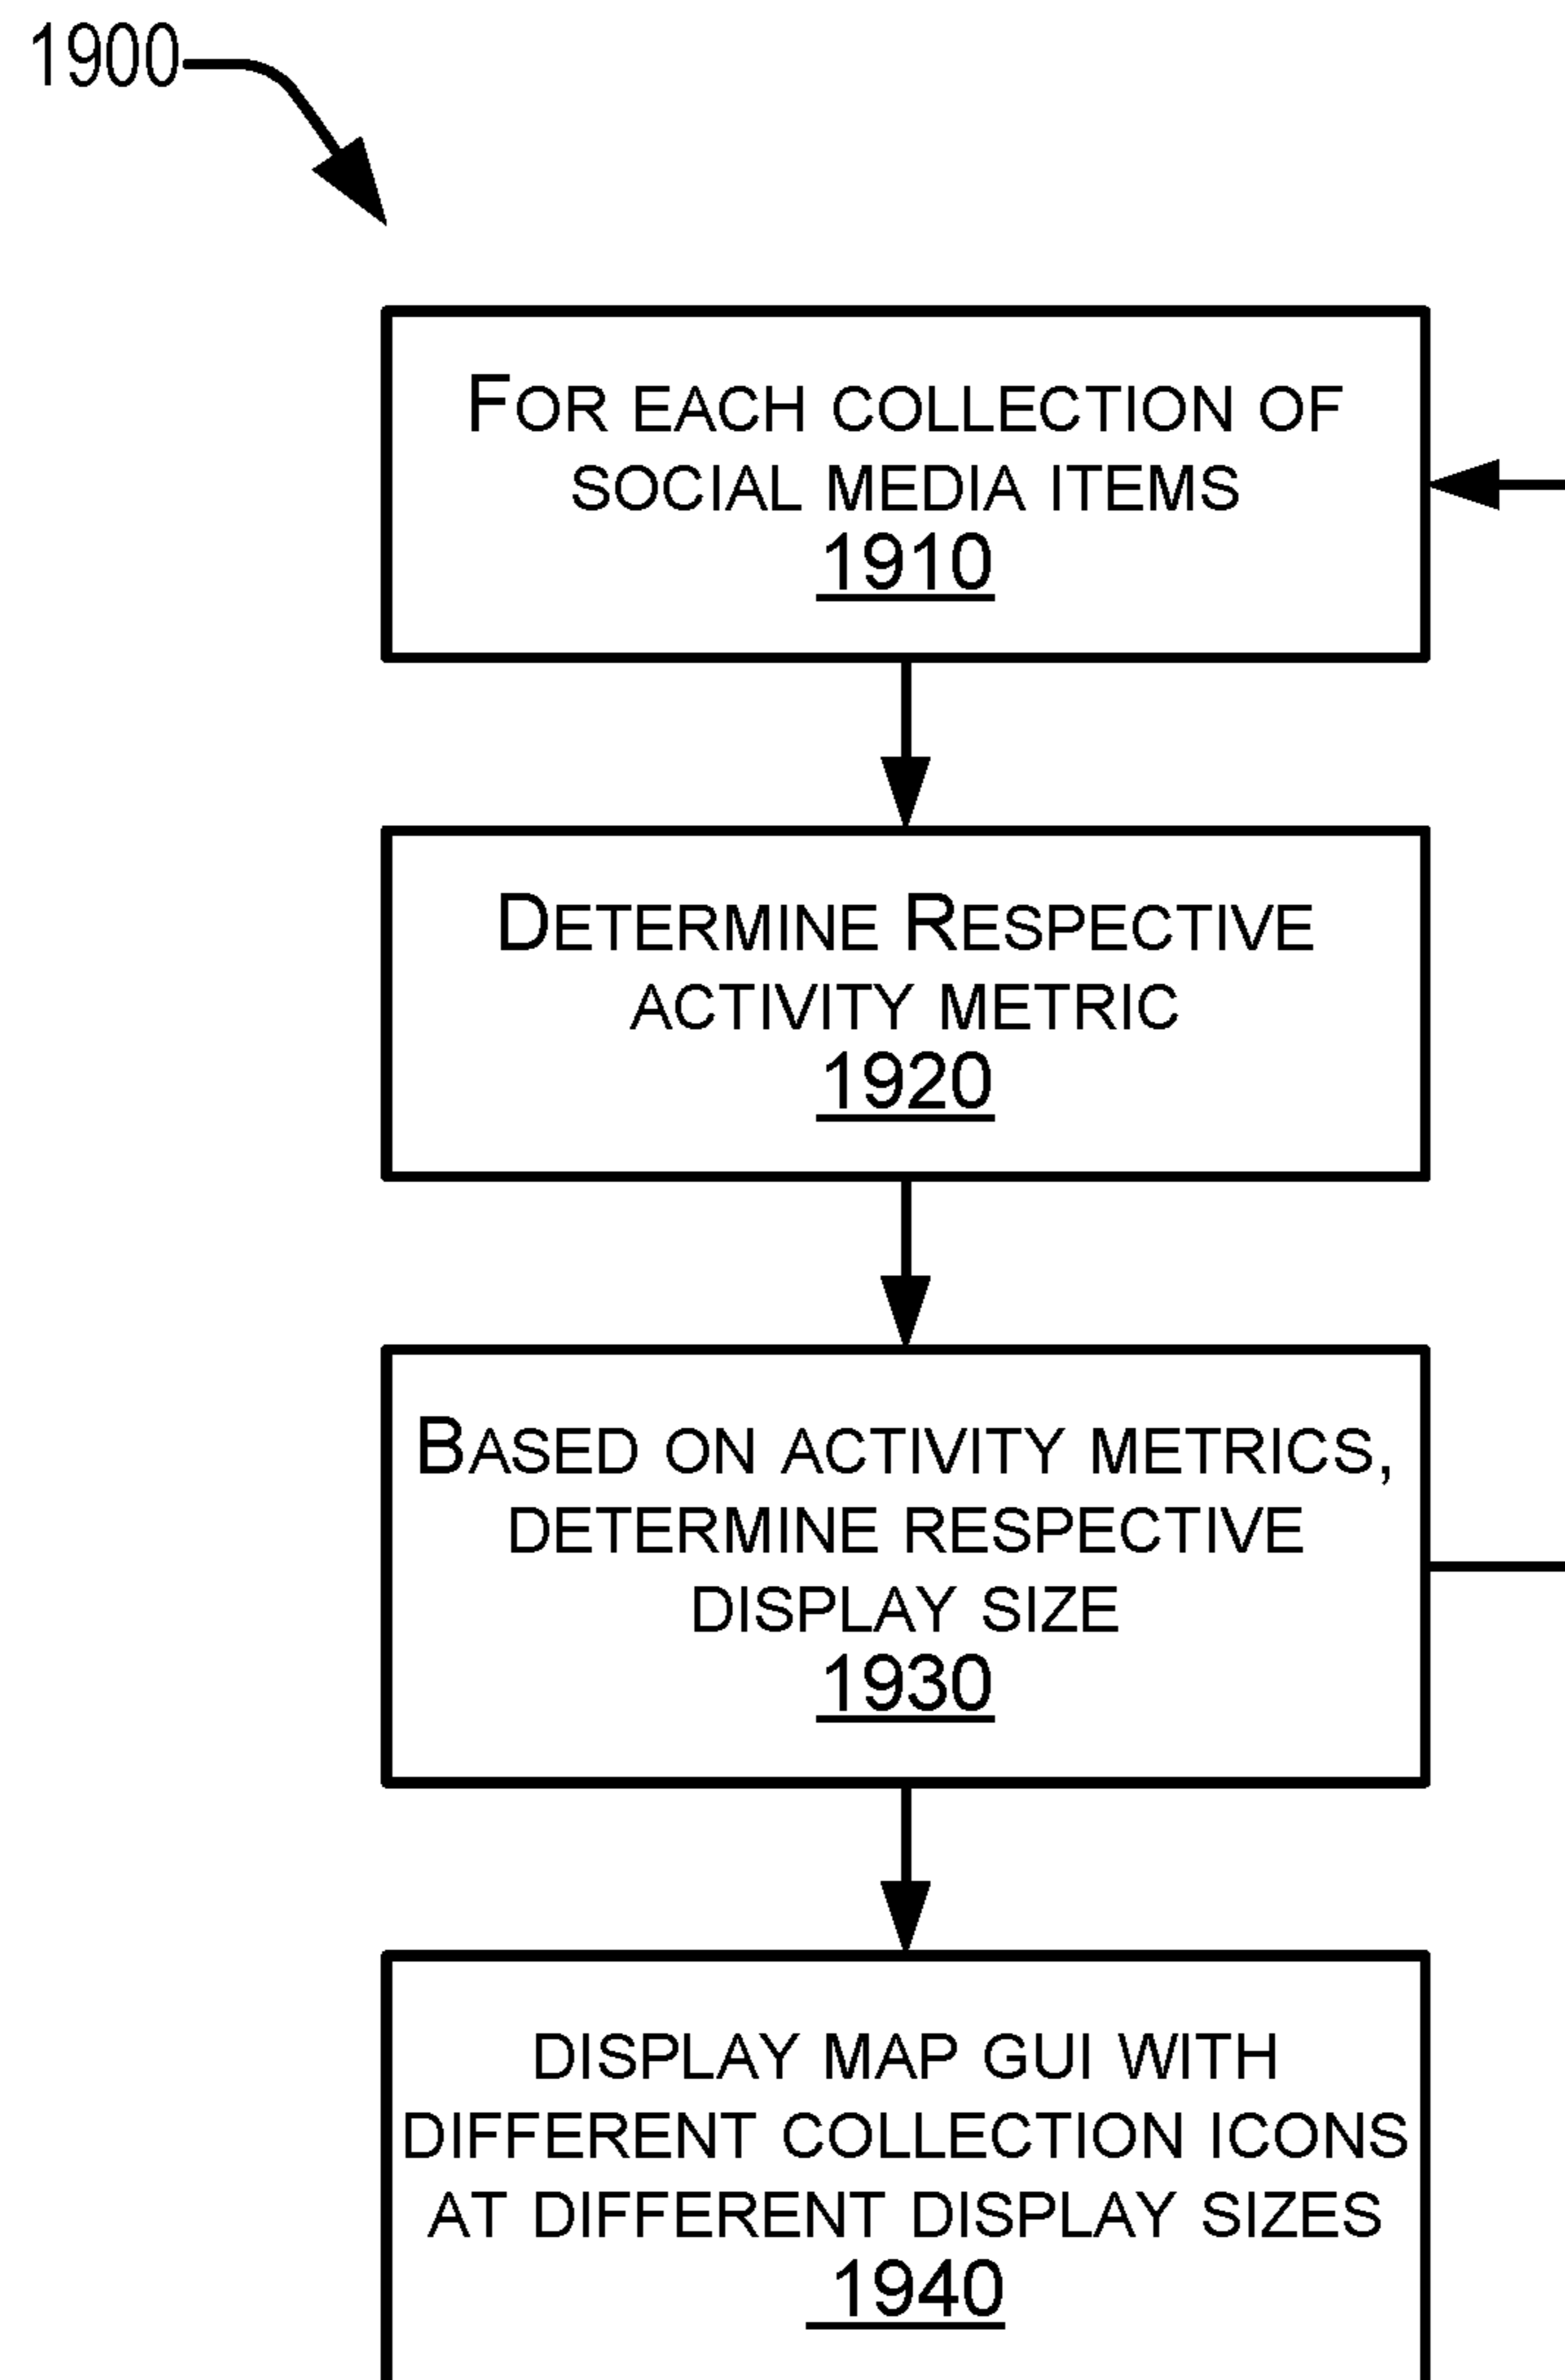 1900
FOR EACH COLLECTION OF
SOCIAL MEDIA ITEMS
1910
DETERMINE RESPECTIVE
ACTIVITY METRIC
1920
BASED ON ACTIVITY METRICS,
DETERMINE RESPECTIVE
DISPLAY SIZE
1930
DISPLAY MAP GUI WITH
DIFFERENT COLLECTION ICONS
AT DIFFERENT DISPLAY SIZES
1940